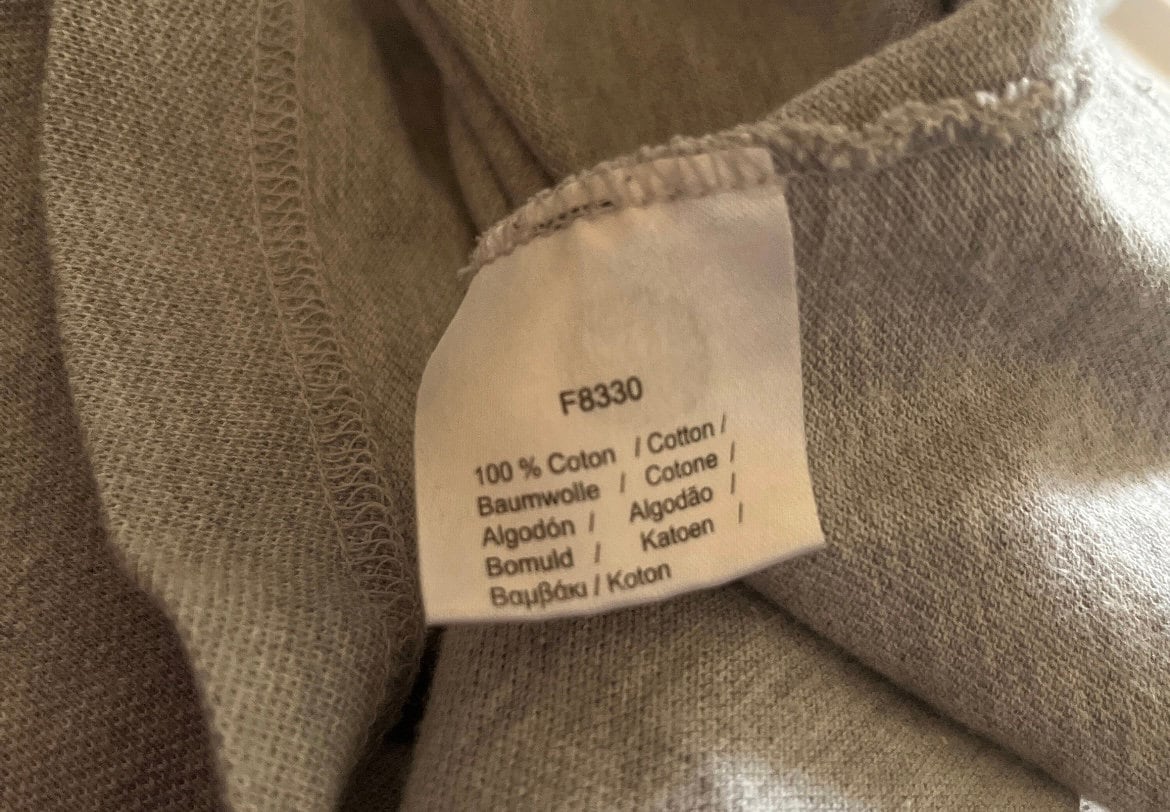 F8330
100 % Coton / Cotton /
Baumwolle / Cotone /
Algodón / Algodão /
Bomuld / Katoen /
Βαμβάκι / Koton